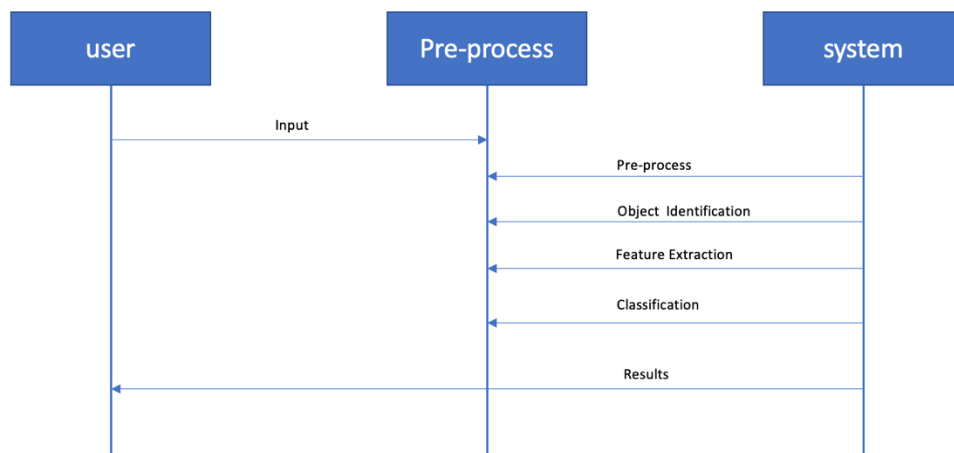 user
Pre-process
system
Input
Pre-process
Object Identification
Feature Extraction
Classification
Results